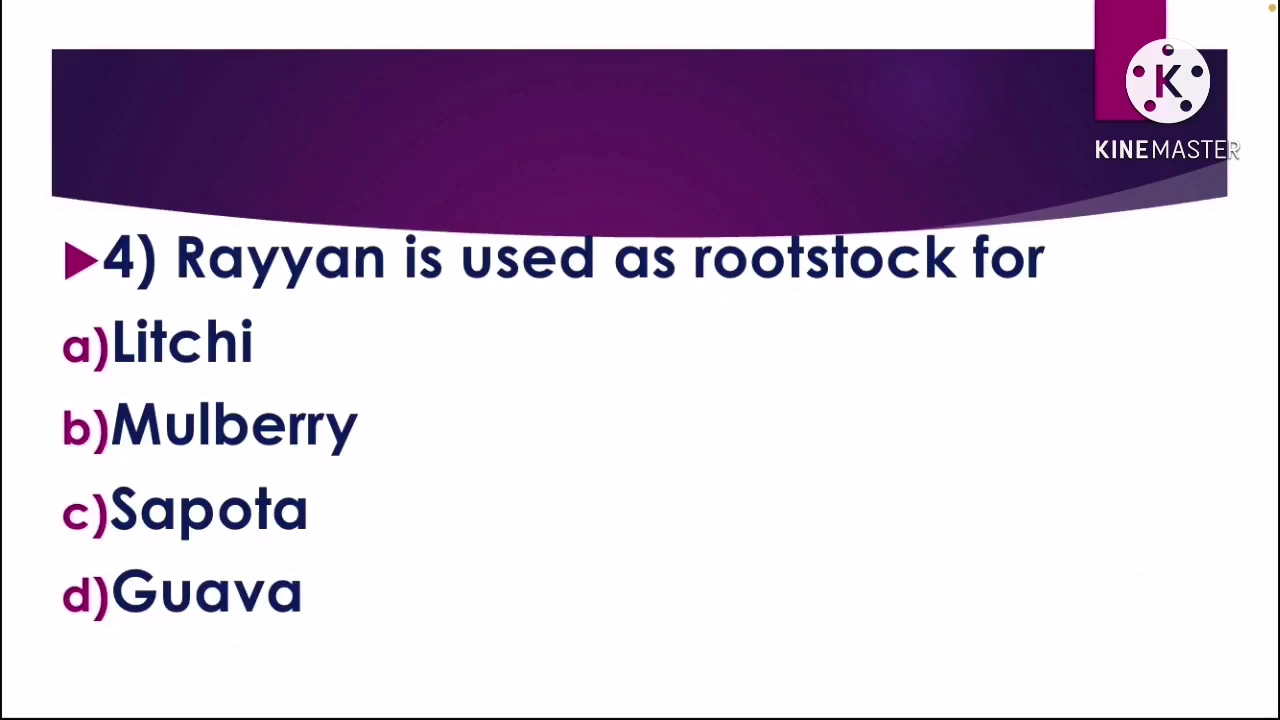 K
KINEMASTER
4) Rayyan is used as rootstock for
a)Litchi
b)Mulberry
c)Sapota
d)Guava